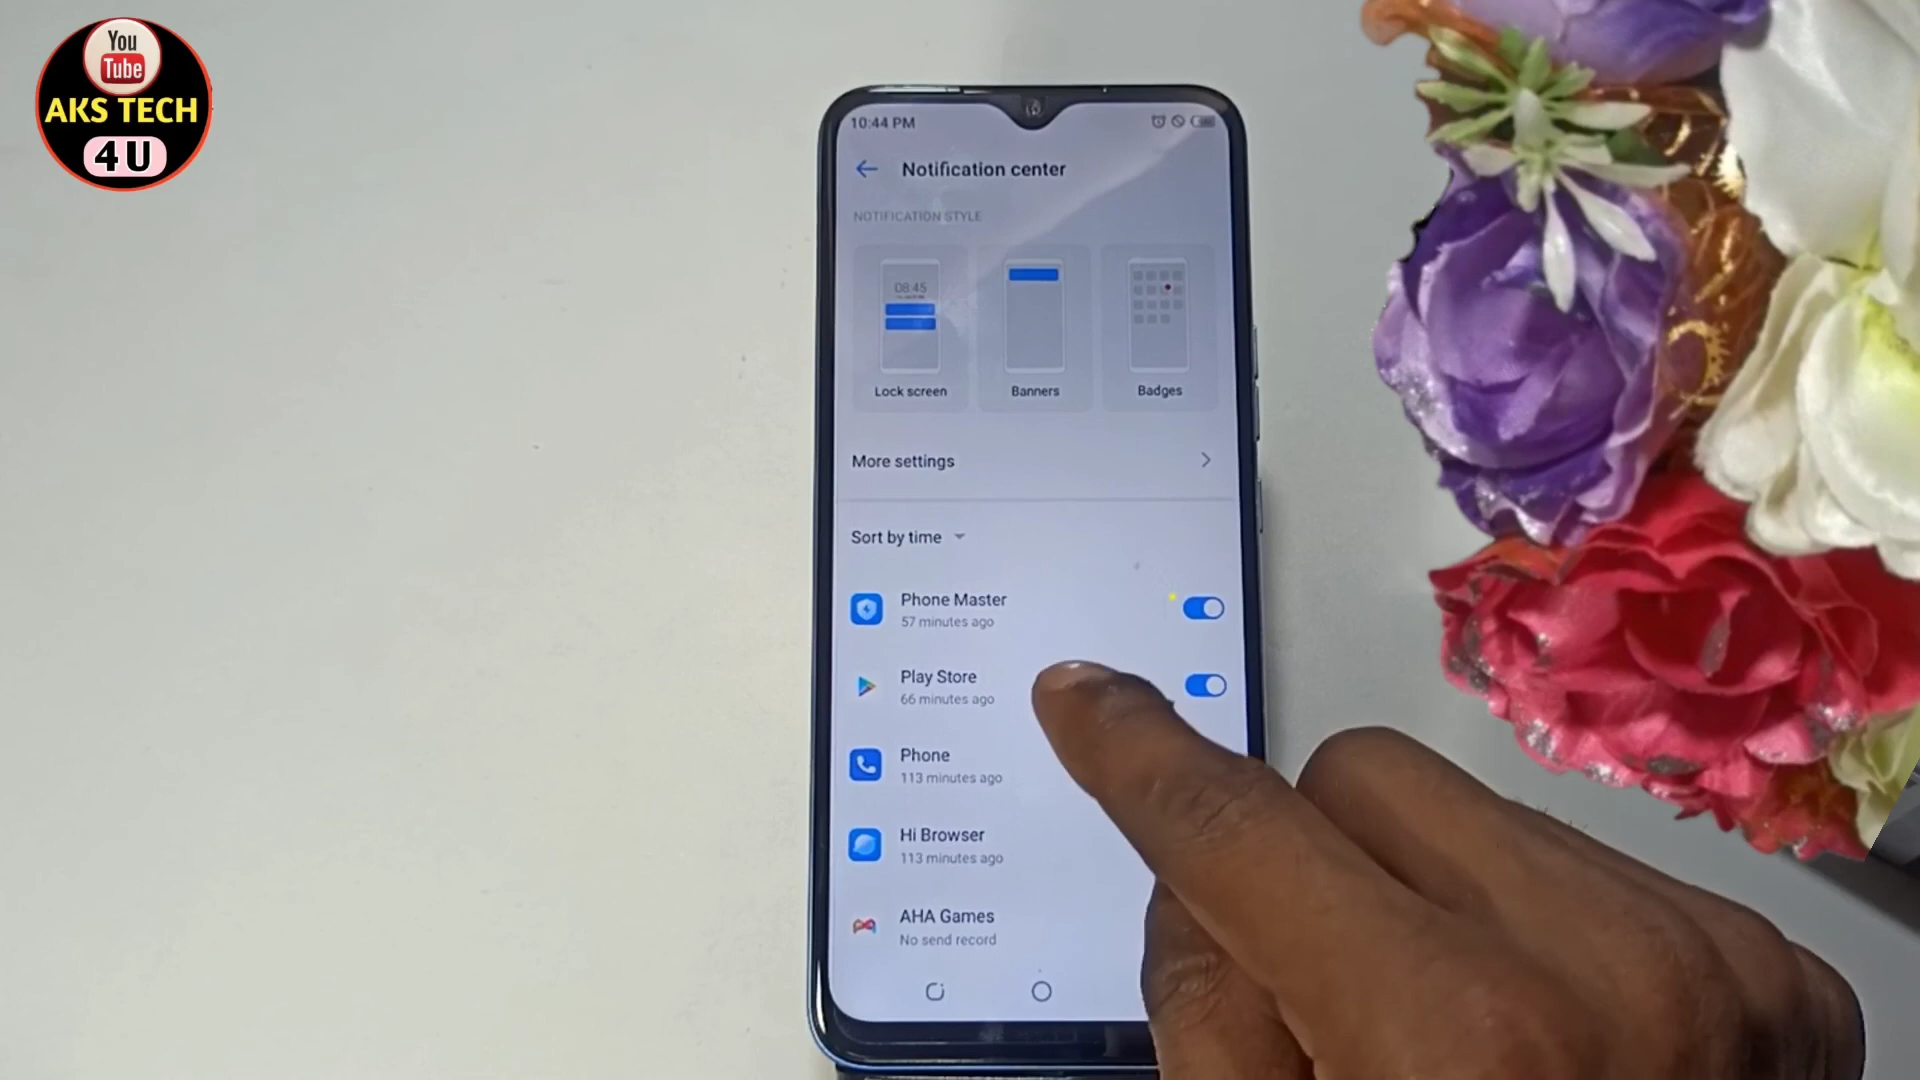 You
Tube
AKS TECH
4 U
10:44 PM
Notification center
NOTIFICATION STYLE
08:45
Lock screen
Banners
Badges
More settings
Sort by time
Phone Master
57 minutes ago
Play Store
66 minutes ago
Phone
113 minutes ago
Hi Browser
113 minutes ago
AHA Games
No send record